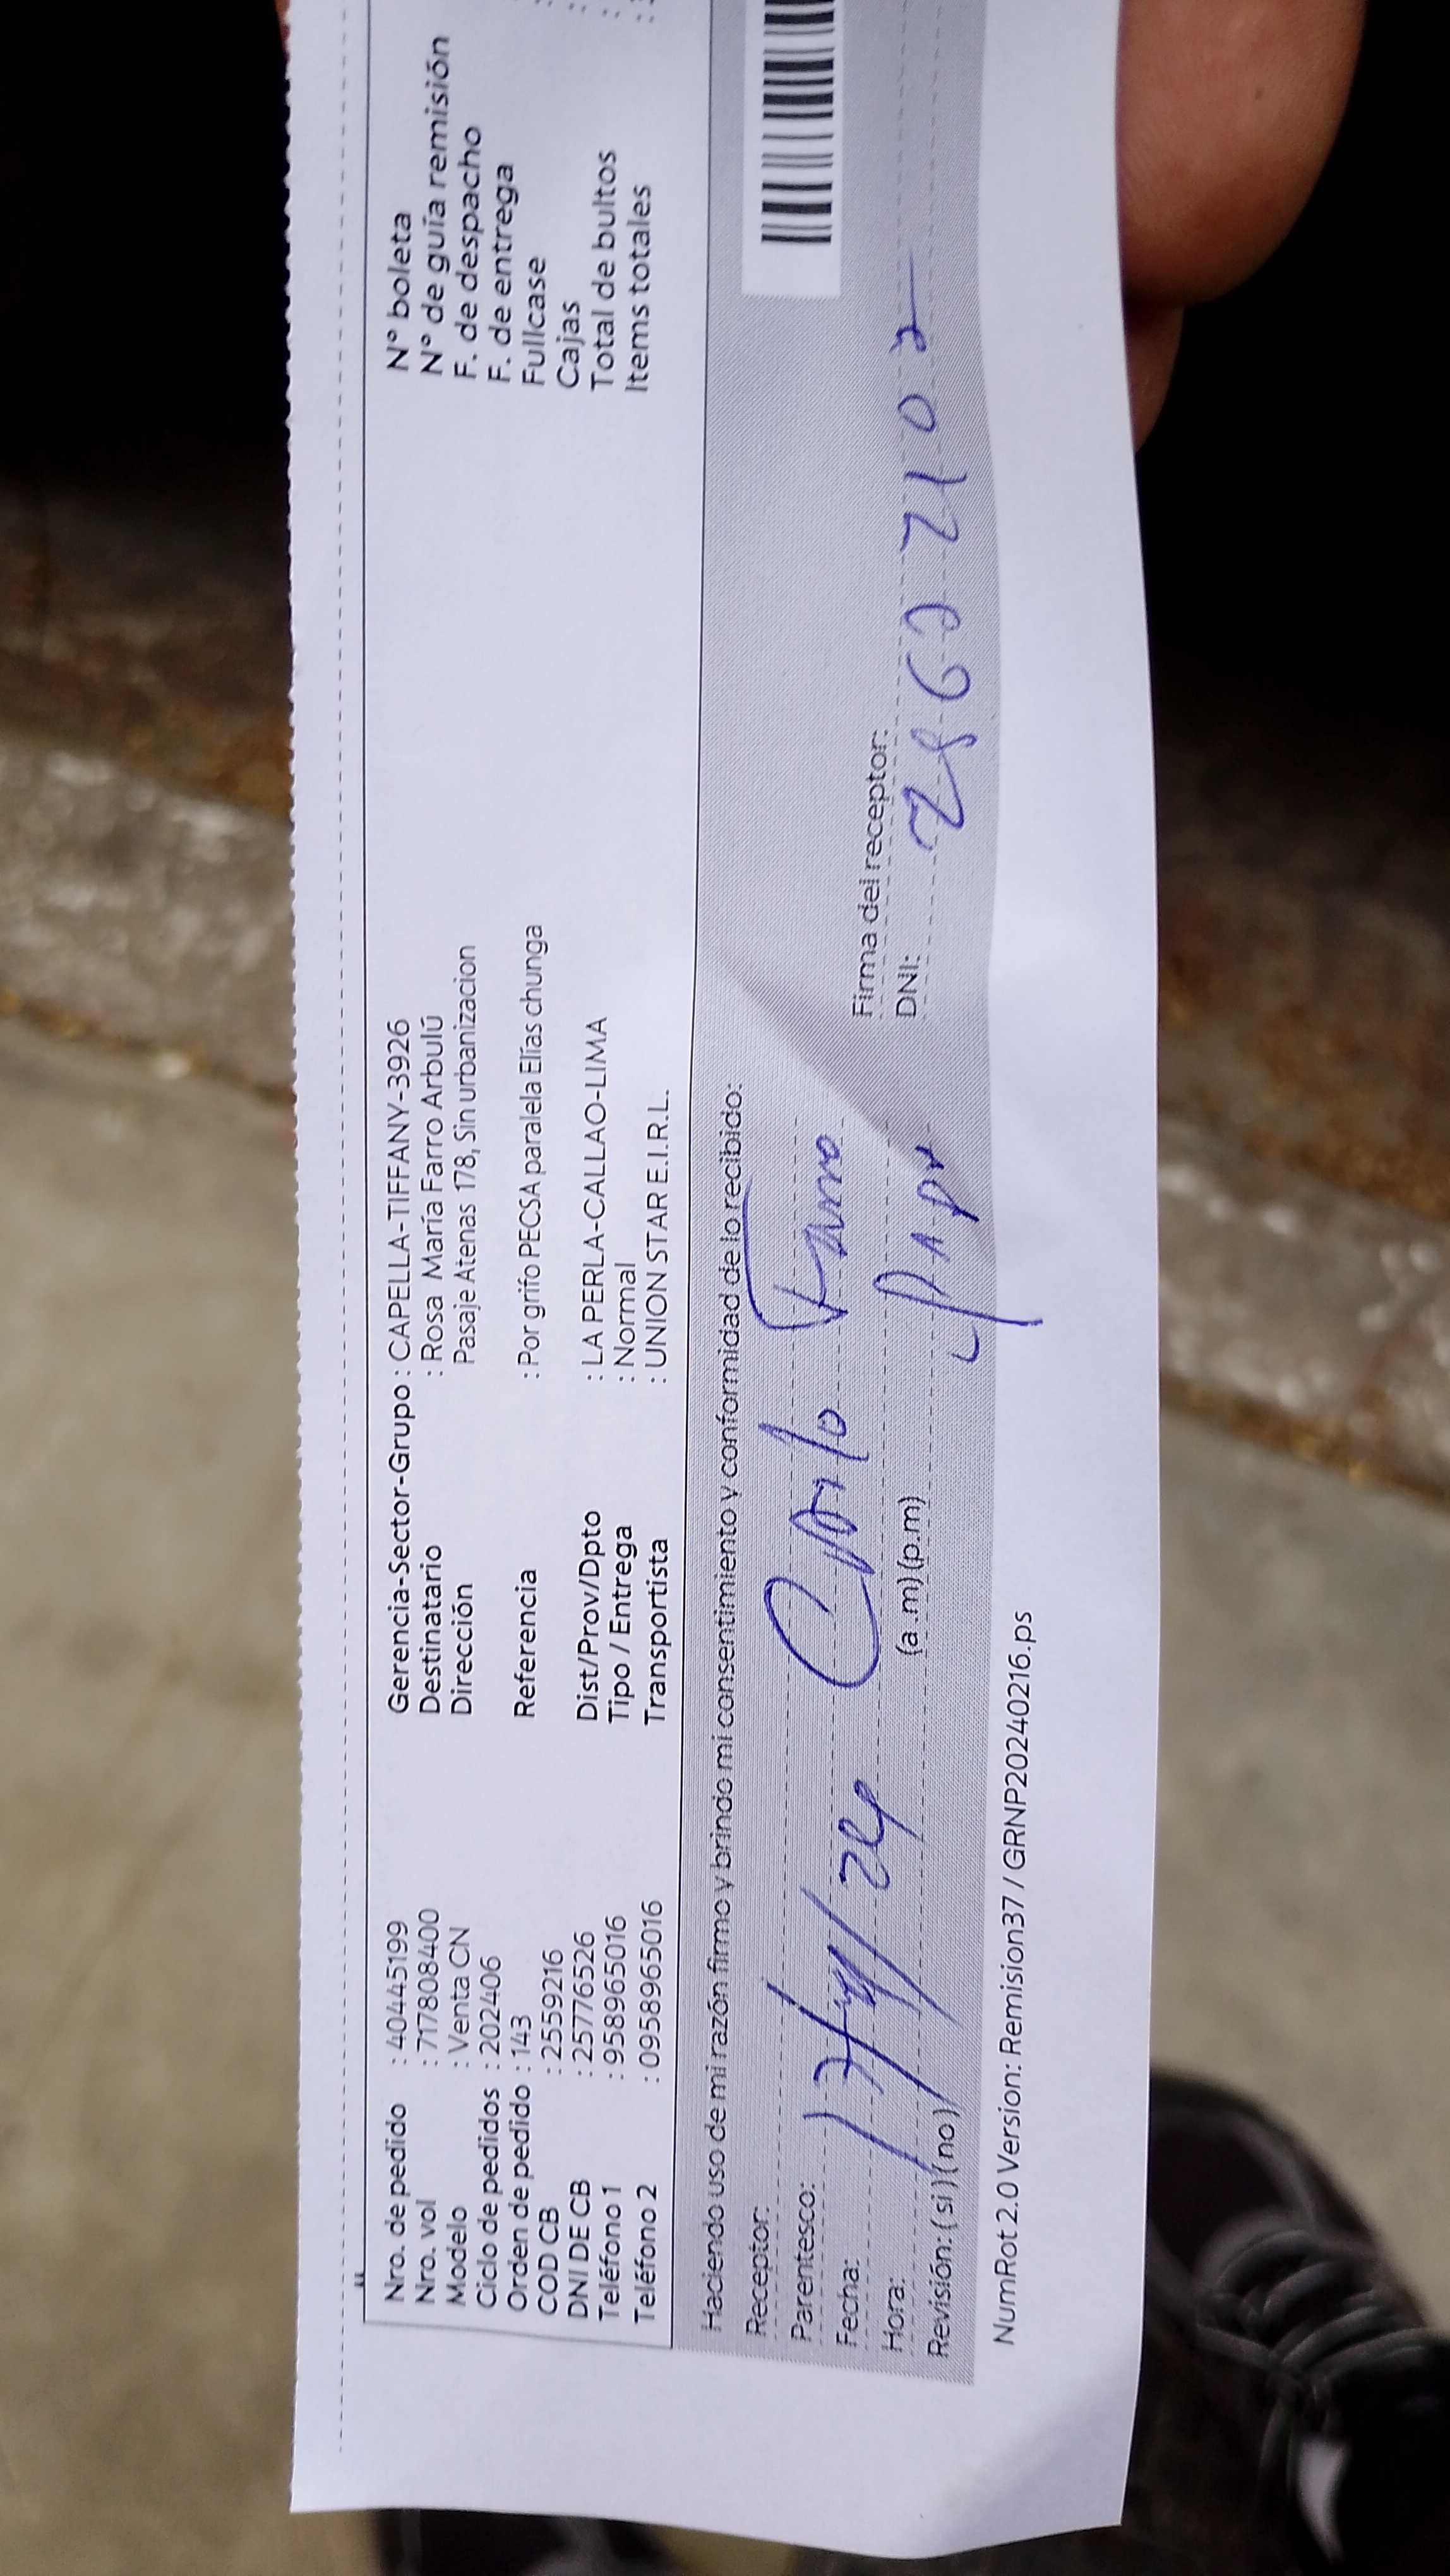 Nro. de pedido : 40445199
Nro. vol : 717808400
Modelo : Venta CN
Ciclo de pedidos : 202406
Orden de pedido : 143
COD CB : 2559216
DNI DE CB : 25776526
Teléfono 1 : 958965016
Teléfono 2 : 0958965016
Gerencia-Sector-Grupo : CAPELLA-TIFFANY-3926
Destinatario : Rosa María Farro Arbulú
Dirección Pasaje Atenas 178, Sin urbanizacion
Referencia : Por grifo PECSA paralela Elías chunga
Dist/Prov/Dpto : LA PERLA-CALLAO-LIMA
Tipo / Entrega : Normal
Transportista : UNION STAR E.I.R.L.
N° boleta :
N° de guía remisión :
F. de despacho
F. de entrega
Fullcase
Cajas
Total de bultos :
Items totales :
Haciendo uso de mi razón firmo y brindo mi consentimiento y conformidad de lo recibido:
Receptor: Farro
Parentesco:
Fecha: 24
Hora: (a.m) (p.m)
Revisión: ( si ) ( no )
Firma del receptor:
DNI:
NumRot 2.0 Version: Remision37 / GRNP20240216.ps